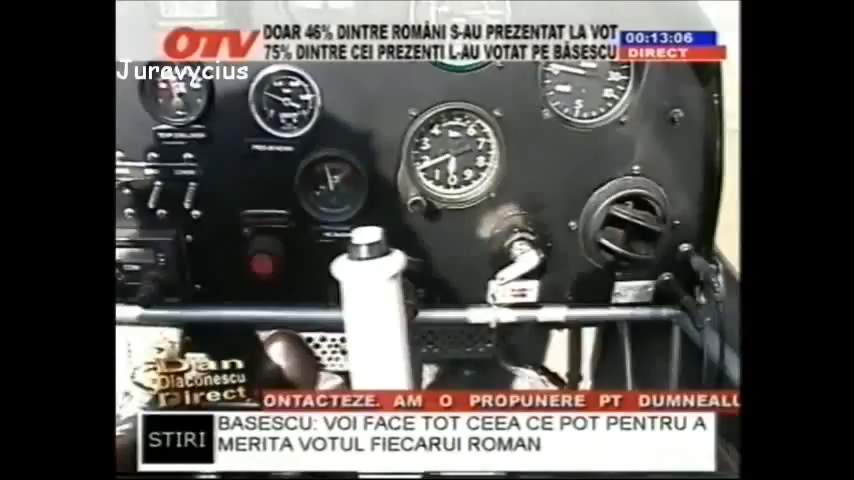 OTV
DOAR 46% DINTRE ROMÂNI S-AU PREZENTAT LA VOT
75% DINTRE CEI PREZENȚI L-AU VOTAT PE BĂSESCU
00:13:06
DIRECT
Juravycius
Dan
Diaconescu
Direct
ONTACTEZE. AM O PROPUNERE PT DUMNEALU
STIRI
BASESCU: VOI FACE TOT CEEA CE POT PENTRU A
MERITA VOTUL FIECARUI ROMAN